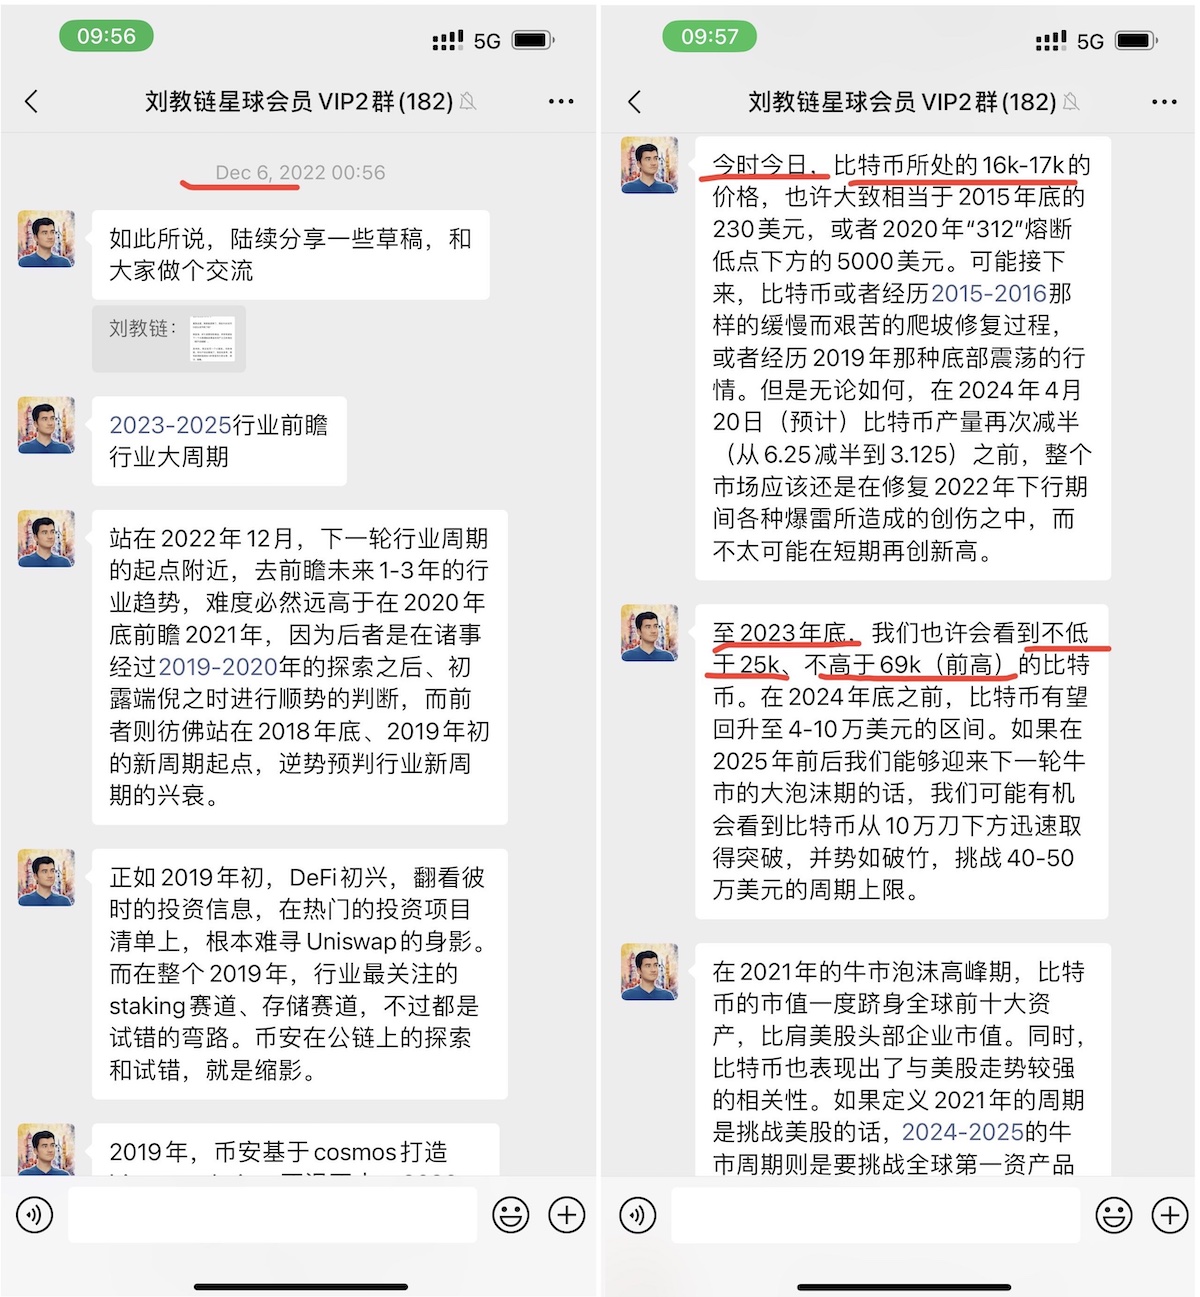 09:56
5G
刘教链星球会员 VIP2群(182)
Dec 6, 2022 00:56
如此所说，陆续分享一些草稿，和
大家做个交流
刘教链：
2023-2025行业前瞻
行业大周期
站在2022年12月，下一轮行业周期
的起点附近，去前瞻未来1-3年的行
业趋势，难度必然远高于在2020年
底前瞻2021年，因为后者是在诸事
经过2019-2020年的探索之后、初
露端倪之时进行顺势的判断，而前
者则彷佛站在2018年底、2019年初
的新周期起点，逆势预判行业新周
期的兴衰。
正如2019年初，DeFi初兴，翻看彼
时的投资信息，在热门的投资项目
清单上，根本难寻Uniswap的身影。
而在整个2019年，行业最关注的
staking赛道、存储赛道，不过都是
试错的弯路。币安在公链上的探索
和试错，就是缩影。
2019年，币安基于cosmos打造
09:57
5G
刘教链星球会员 VIP2群(182)
今时今日，比特币所处的16k-17k的
价格，也许大致相当于2015年底的
230美元，或者2020年“312”熔断
低点下方的5000美元。可能接下
来，比特币或者经历2015-2016那
样的缓慢而艰苦的爬坡修复过程，
或者经历2019年那种底部震荡的行
情。但是无论如何，在2024年4月
20日（预计）比特币产量再次减半
（从6.25减半到3.125）之前，整个
市场应该还是在修复2022年下行期
间各种爆雷所造成的创伤之中，而
不太可能在短期再创新高。
至2023年底，我们也许会看到不低
于25k、不高于69k（前高）的比特
币。在2024年底之前，比特币有望
回升至4-10万美元的区间。如果在
2025年前后我们能够迎来下一轮牛
市的大泡沫期的话，我们可能有机
会看到比特币从10万刀下方迅速取
得突破，并势如破竹，挑战40-50
万美元的周期上限。
在2021年的牛市泡沫高峰期，比特
币的市值一度跻身全球前十大资
产，比肩美股头部企业市值。同时，
比特币也表现出了与美股走势较强
的相关性。如果定义2021年的周期
是挑战美股的话，2024-2025的牛
市周期则是要挑战全球第一资产品